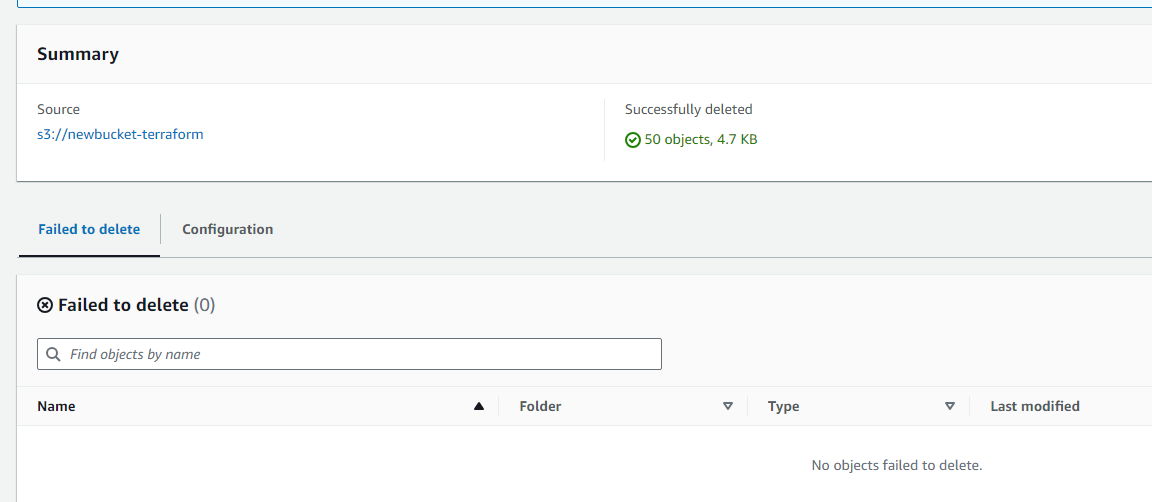 Summary
Source
Successfully deleted
s3://newbucket-terraform
50 objects, 4.7 KB
Failed to delete
Configuration
Failed to delete (0)
Find objects by name
Name Folder Type Last modified
No objects failed to delete.